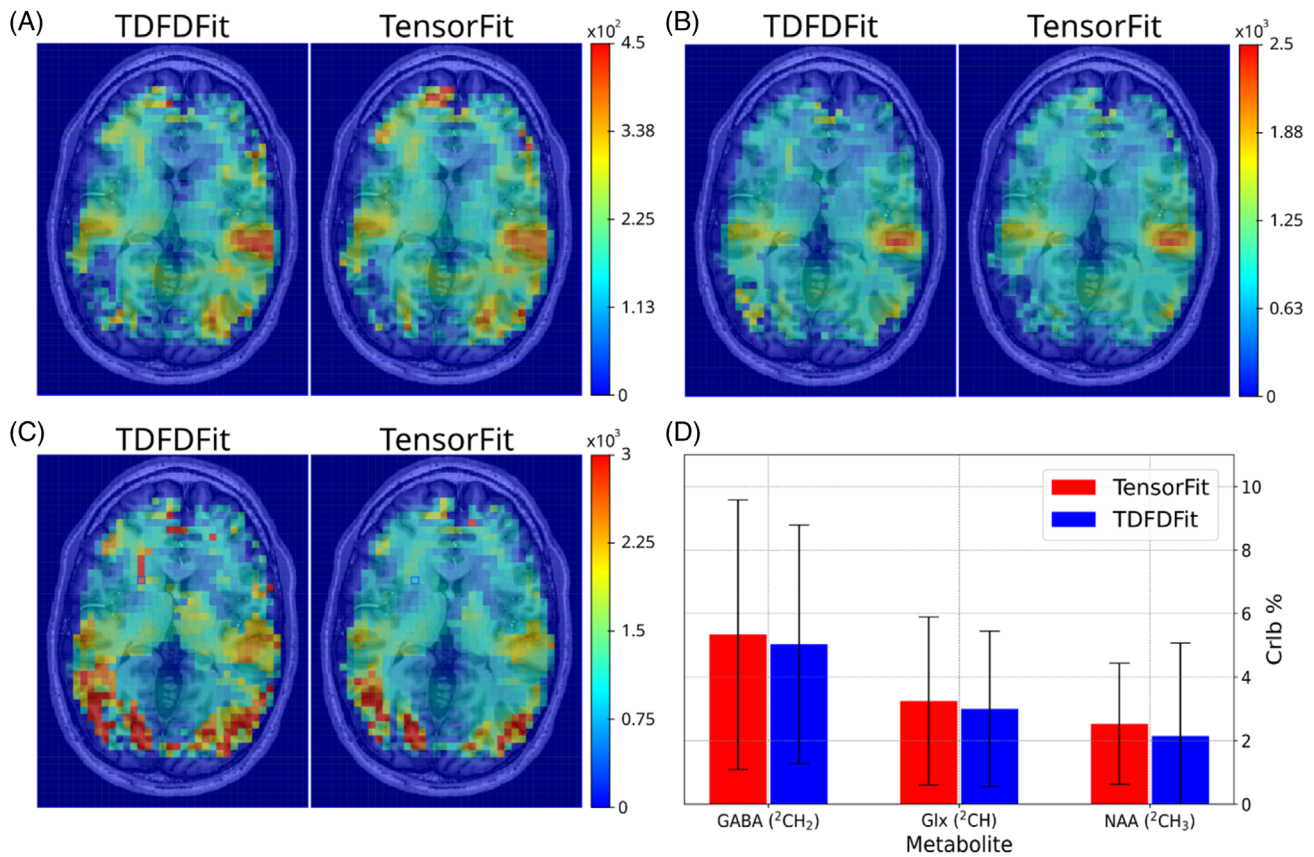 (A)
TDFDFit TensorFit
x10²
4.5
3.38
2.25
1.13
0
(B)
TDFDFit TensorFit
x10³
2.5
1.88
1.25
0.63
0
(C)
TDFDFit TensorFit
x10³
3
2.25
1.5
0.75
0
(D)
TensorFit
TDFDFit
10
8
6
4
2
0
Crlb %
GABA (²CH₂) Glx (²CH) NAA (²CH₃)
Metabolite